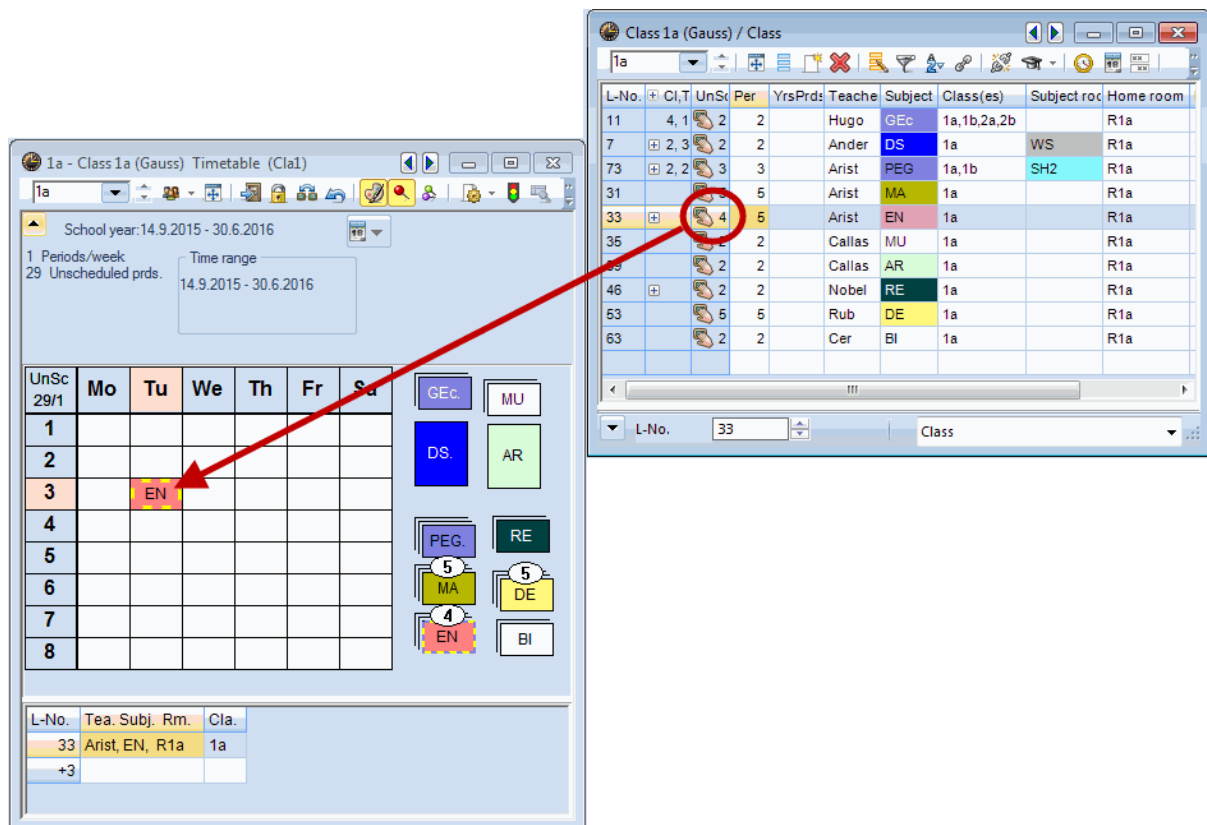 Class 1a (Gauss) / Class
1a
L-No. Cl,T UnSc Per YrsPrds Teache Subject Class(es) Subject roo Home room
11 4, 1 2 2 Hugo GEc 1a,1b,2a,2b R1a
7 2, 3 2 2 Ander DS 1a WS R1a
73 2, 2 3 3 Arist PEG 1a,1b SH2 R1a
31 5 Arist MA 1a R1a
33 4 5 Arist EN 1a R1a
35 2 Callas MU 1a R1a
39 2 2 Callas AR 1a R1a
46 2 2 Nobel RE 1a R1a
53 5 5 Rub DE 1a R1a
63 2 2 Cer BI 1a R1a
L-No. 33 Class
1a - Class 1a (Gauss) Timetable (Cla1)
1a
School year:14.9.2015 - 30.6.2016
1 Periods/week
29 Unscheduled prds.
Time range
14.9.2015 - 30.6.2016
UnSc
29/1
Mo Tu We Th Fr Sa
1
2
3 EN
4
5
6
7
8
GEc. MU
DS. AR
PEG. RE
5 5
MA DE
4
EN BI
L-No. Tea. Subj. Rm. Cla.
33 Arist, EN, R1a 1a
+3